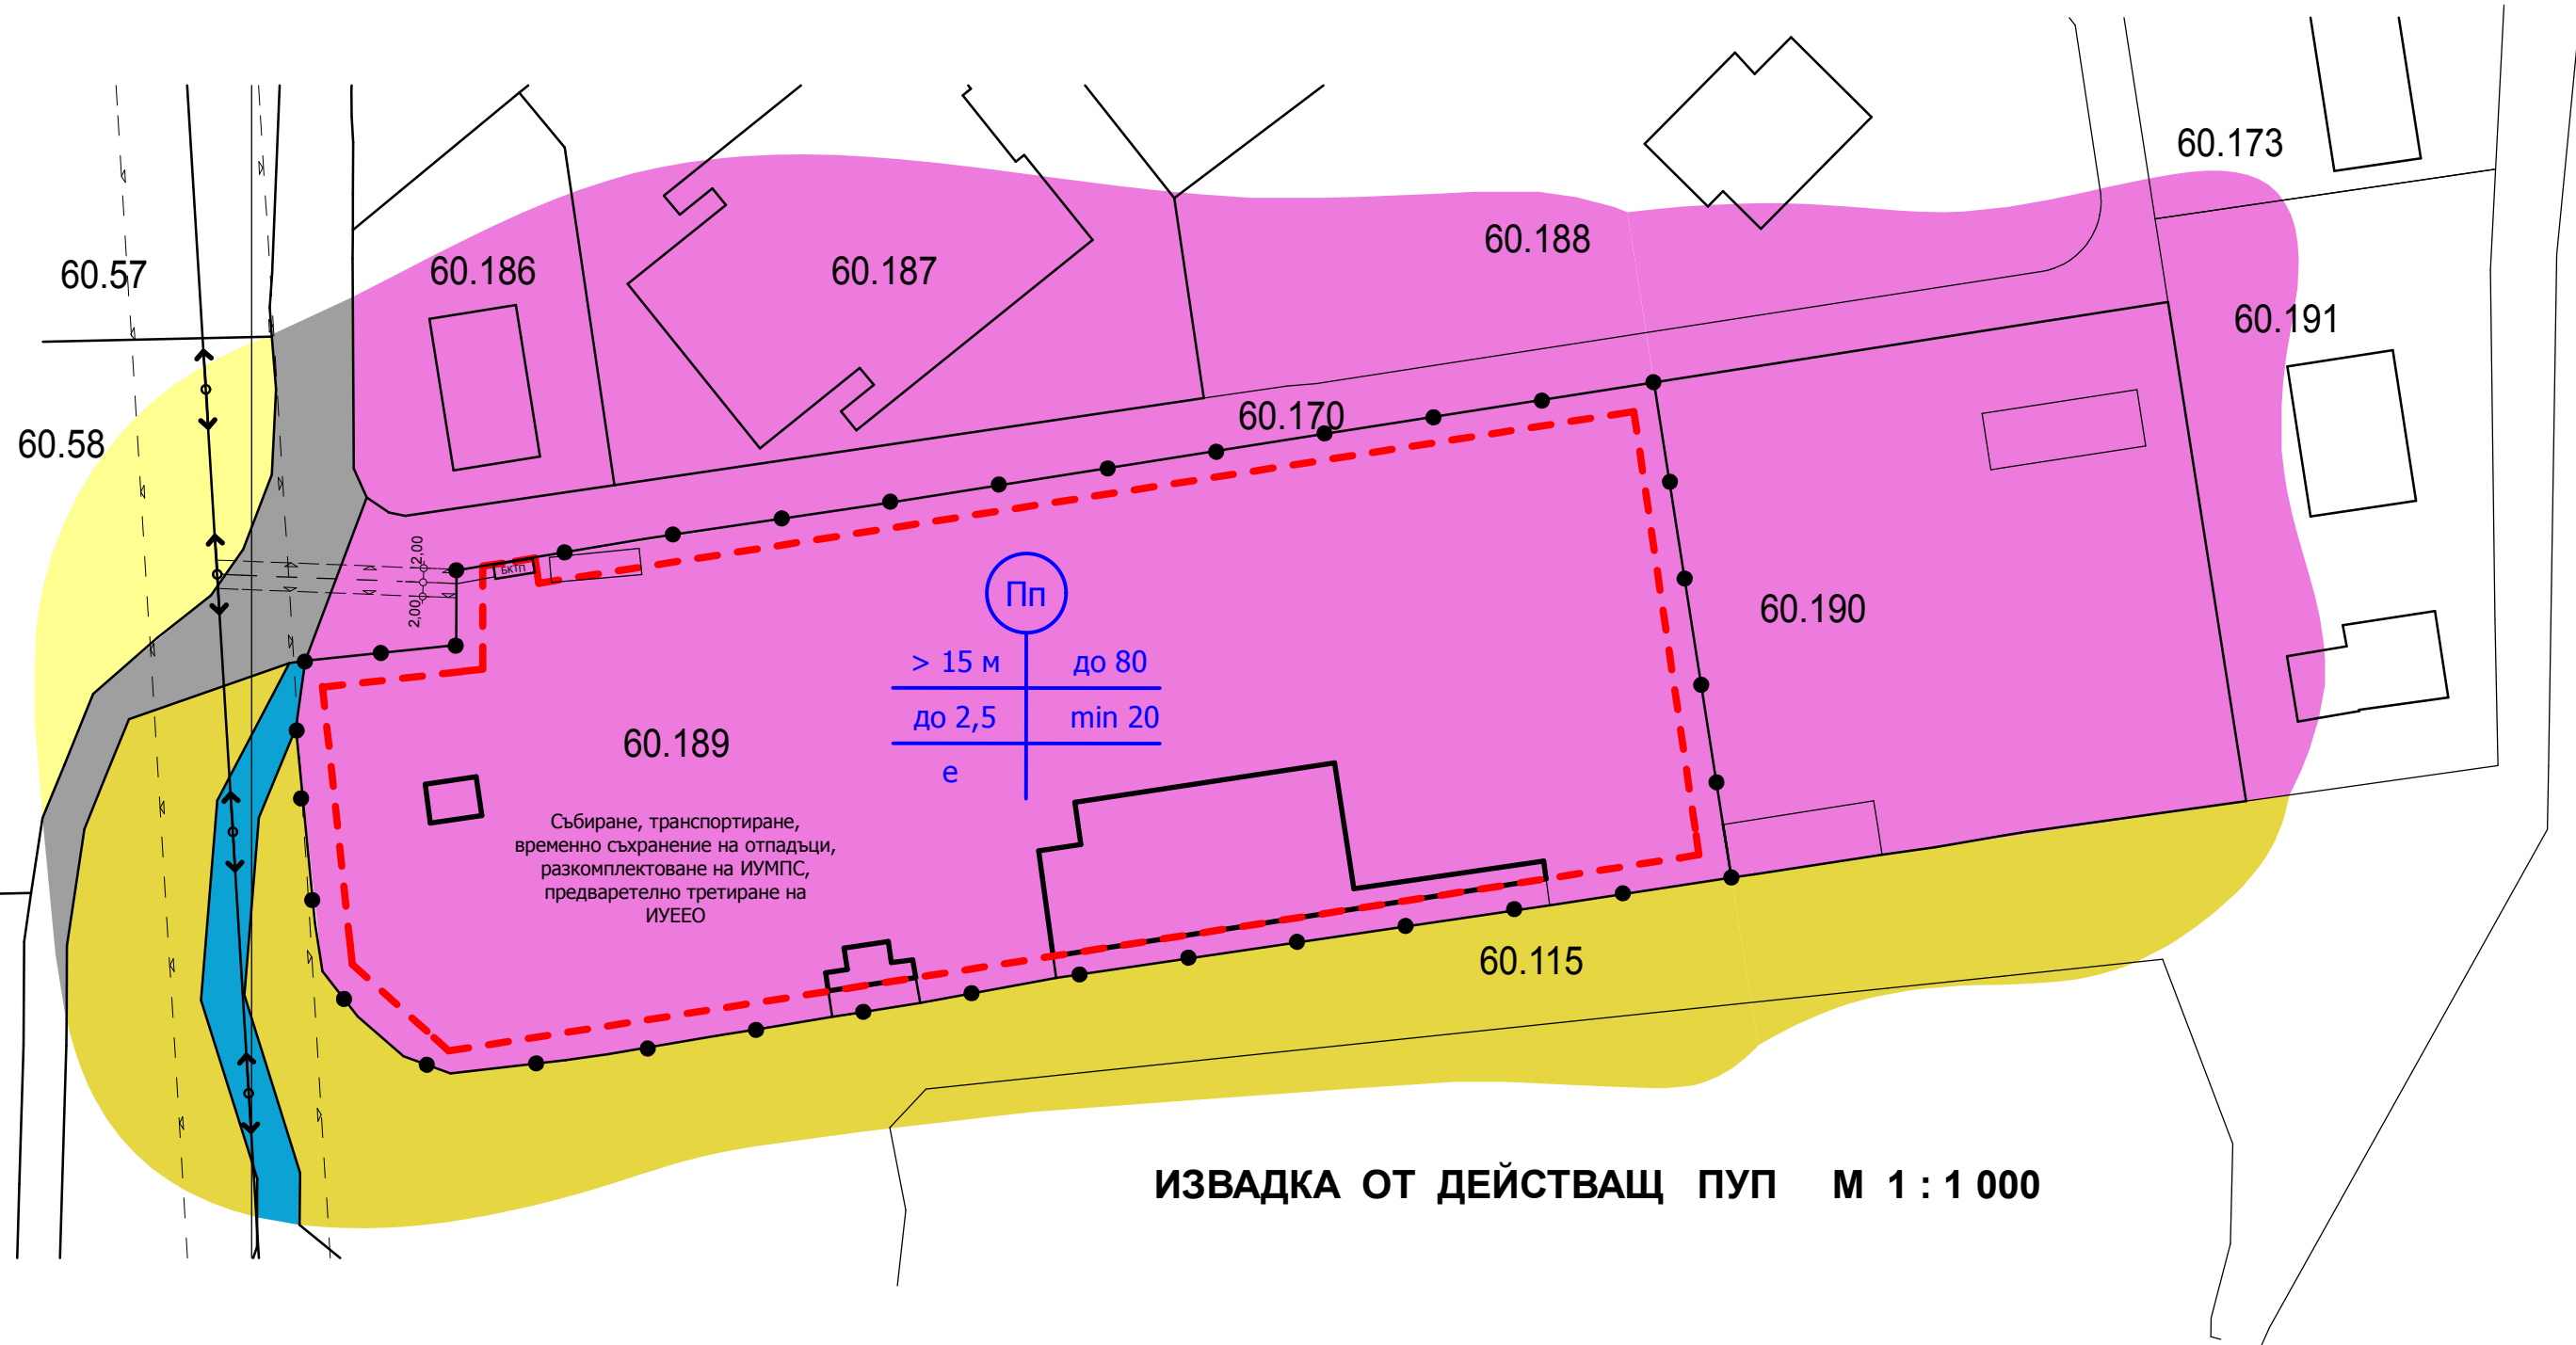 60.173
60.188
60.57
60.186
60.187
60.191
60.170
60.58
2,00
2,00
БКТП
Пп
> 15 м до 80
до 2,5 min 20
е
60.190
60.189
Събиране, транспортиране,
временно съхранение на отпадъци,
разкомплектоване на ИУМПС,
предваретелно третиране на
ИУЕЕО
60.115
ИЗВАДКА ОТ ДЕЙСТВАЩ ПУП М 1 : 1 000